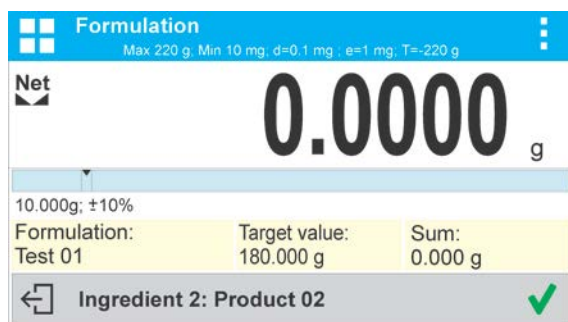 Formulation
Max 220 g; Min 10 mg; d=0.1 mg ; e=1 mg; T=-220 g
Net
0.0000 g
10.000g; ±10%
Formulation: Target value: Sum:
Test 01 180.000 g 0.000 g
Ingredient 2: Product 02